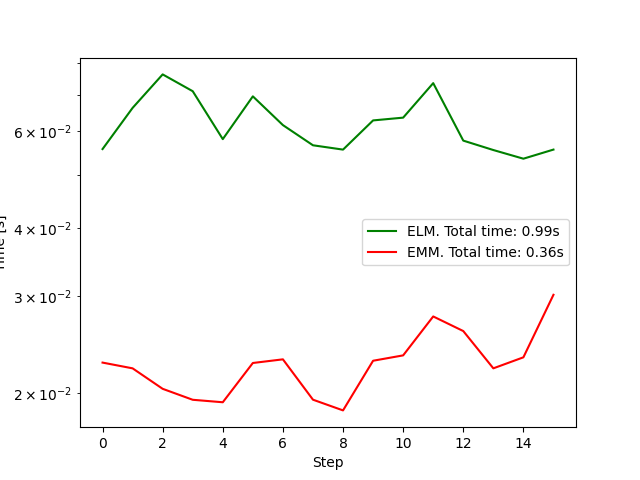 6 × 10⁻²
4 × 10⁻²
3 × 10⁻²
2 × 10⁻²
[s]
ELM. Total time: 0.99s
EMM. Total time: 0.36s
0 2 4 6 8 10 12 14
Step